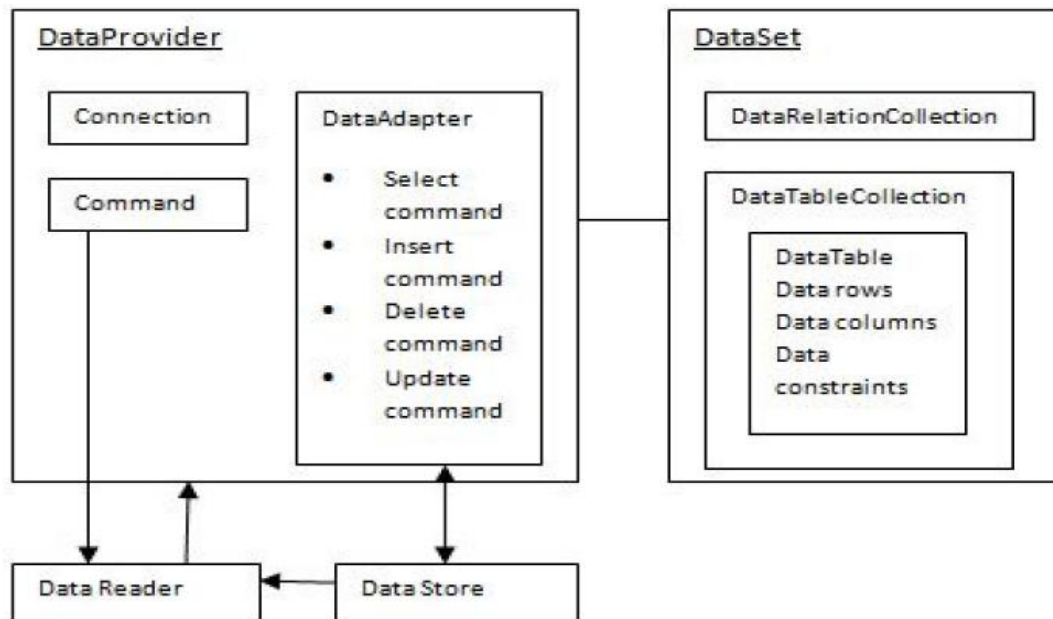 DataProvider
Connection
Command
DataAdapter
• Select
command
• Insert
command
• Delete
command
• Update
command
DataSet
DataRelationCollection
DataTableCollection
DataTable
Data rows
Data columns
Data
constraints
Data Reader
Data Store